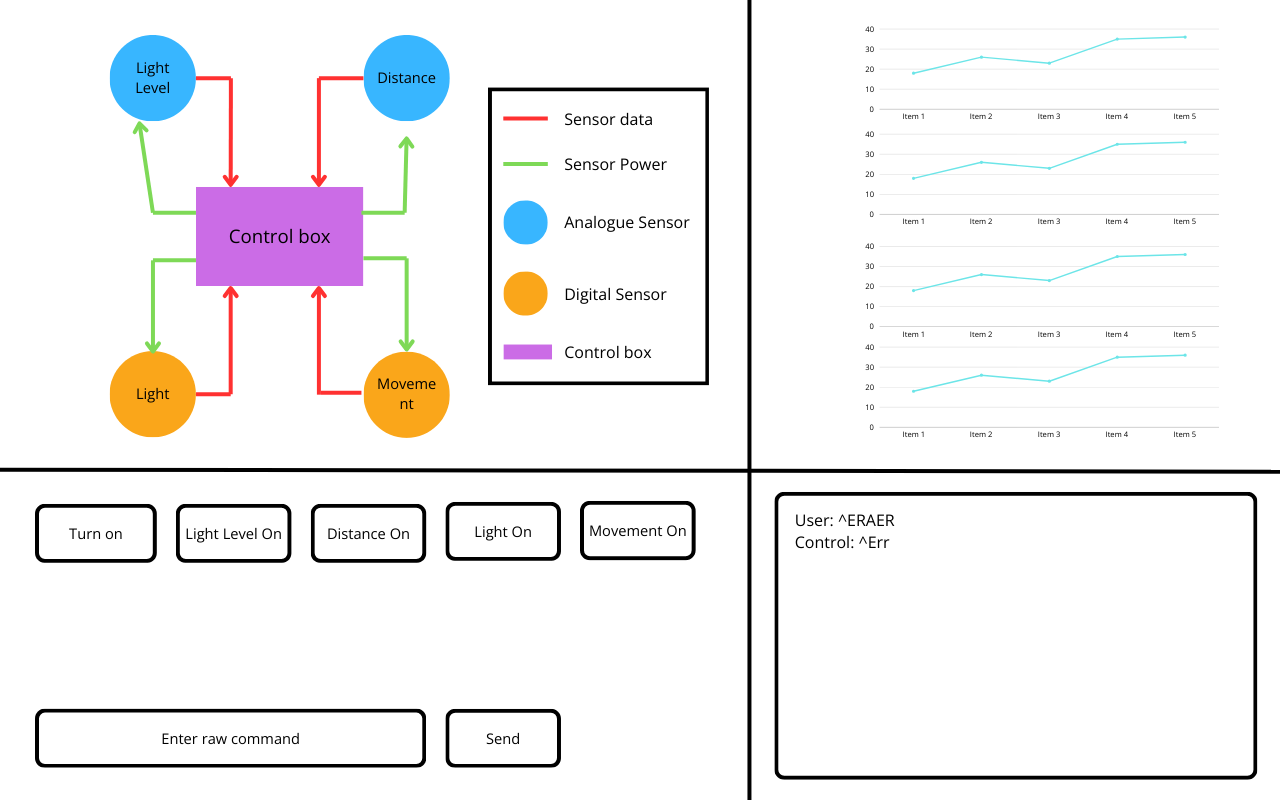 Light
Level
Distance
Control box
Light
Moveme
nt
Sensor data
Sensor Power
Analogue Sensor
Digital Sensor
Control box
40
30
20
10
0
Item 1 Item 2 Item 3 Item 4 Item 5
40
30
20
10
0
Item 1 Item 2 Item 3 Item 4 Item 5
40
30
20
10
0
Item 1 Item 2 Item 3 Item 4 Item 5
40
30
20
10
0
Item 1 Item 2 Item 3 Item 4 Item 5
Turn on
Light Level On
Distance On
Light On
Movement On
Enter raw command
Send
User: ^ERAER
Control: ^Err